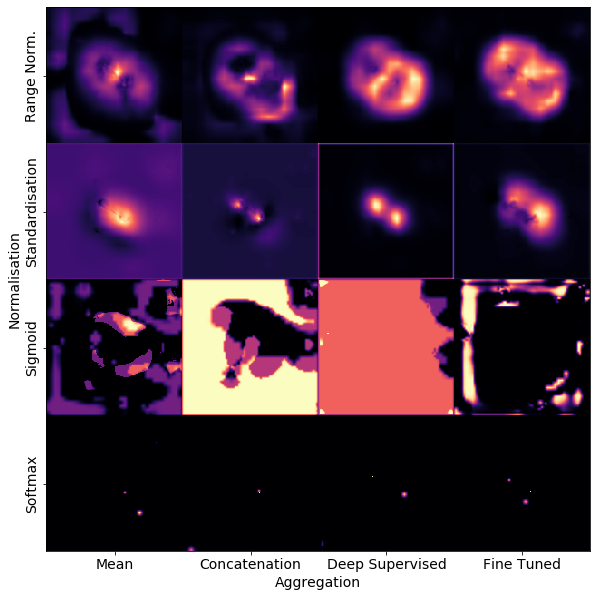 Normalisation
Range Norm.
Standardisation
Sigmoid
Softmax
Mean
Concatenation
Deep Supervised
Fine Tuned
Aggregation